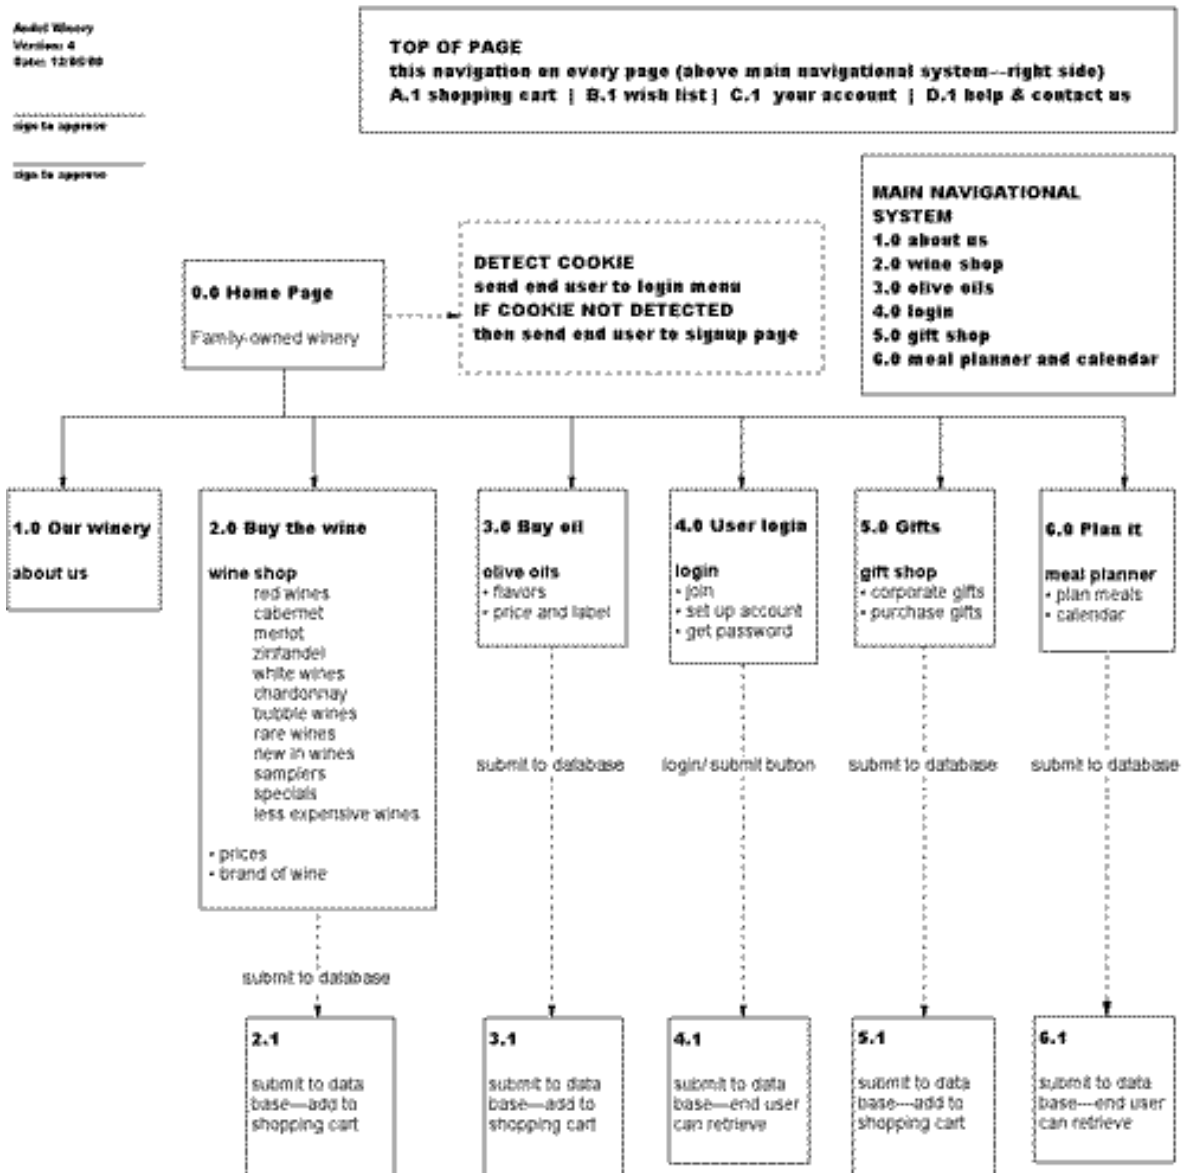 Version: 4
Date:
sign to approve
sign to approve
TOP OF PAGE
this navigation on every page (above main navigational system---right side)
A.1 shopping cart | B.1 wish list | C.1 your account | D.1 help & contact us
MAIN NAVIGATIONAL
SYSTEM
1.0 about us
2.0 wine shop
3.0 olive oils
4.0 login
5.0 gift shop
6.0 meal planner and calendar
DETECT COOKIE
send end user to login menu
IF COOKIE NOT DETECTED
then send end user to signup page
0.0 Home Page
Family-owned winery
1.0 Our winery
about us
2.0 Buy the wine
wine shop
red wines
cabernet
merlot
zinfandel
white wines
chardonnay
bubble wines
rare wines
new in wines
samplers
specials
less expensive wines
• prices
• brand of wine
3.0 Buy oil
olive oils
• flavors
• price and label
4.0 User login
login
• join
• set up account
• get password
5.0 Gifts
gift shop
• corporate gifts
• purchase gifts
6.0 Plan it
meal planner
• plan meals
• calendar
submit to database
login/ submit button
submit to database
submit to database
submit to database
2.1
submit to data
base—add to
shopping cart
3.1
submit to data
base—add to
shopping cart
4.1
submit to data
base—end user
can retrieve
5.1
submit to data
base---add to
shopping cart
6.1
submit to data
base---end user
can retrieve